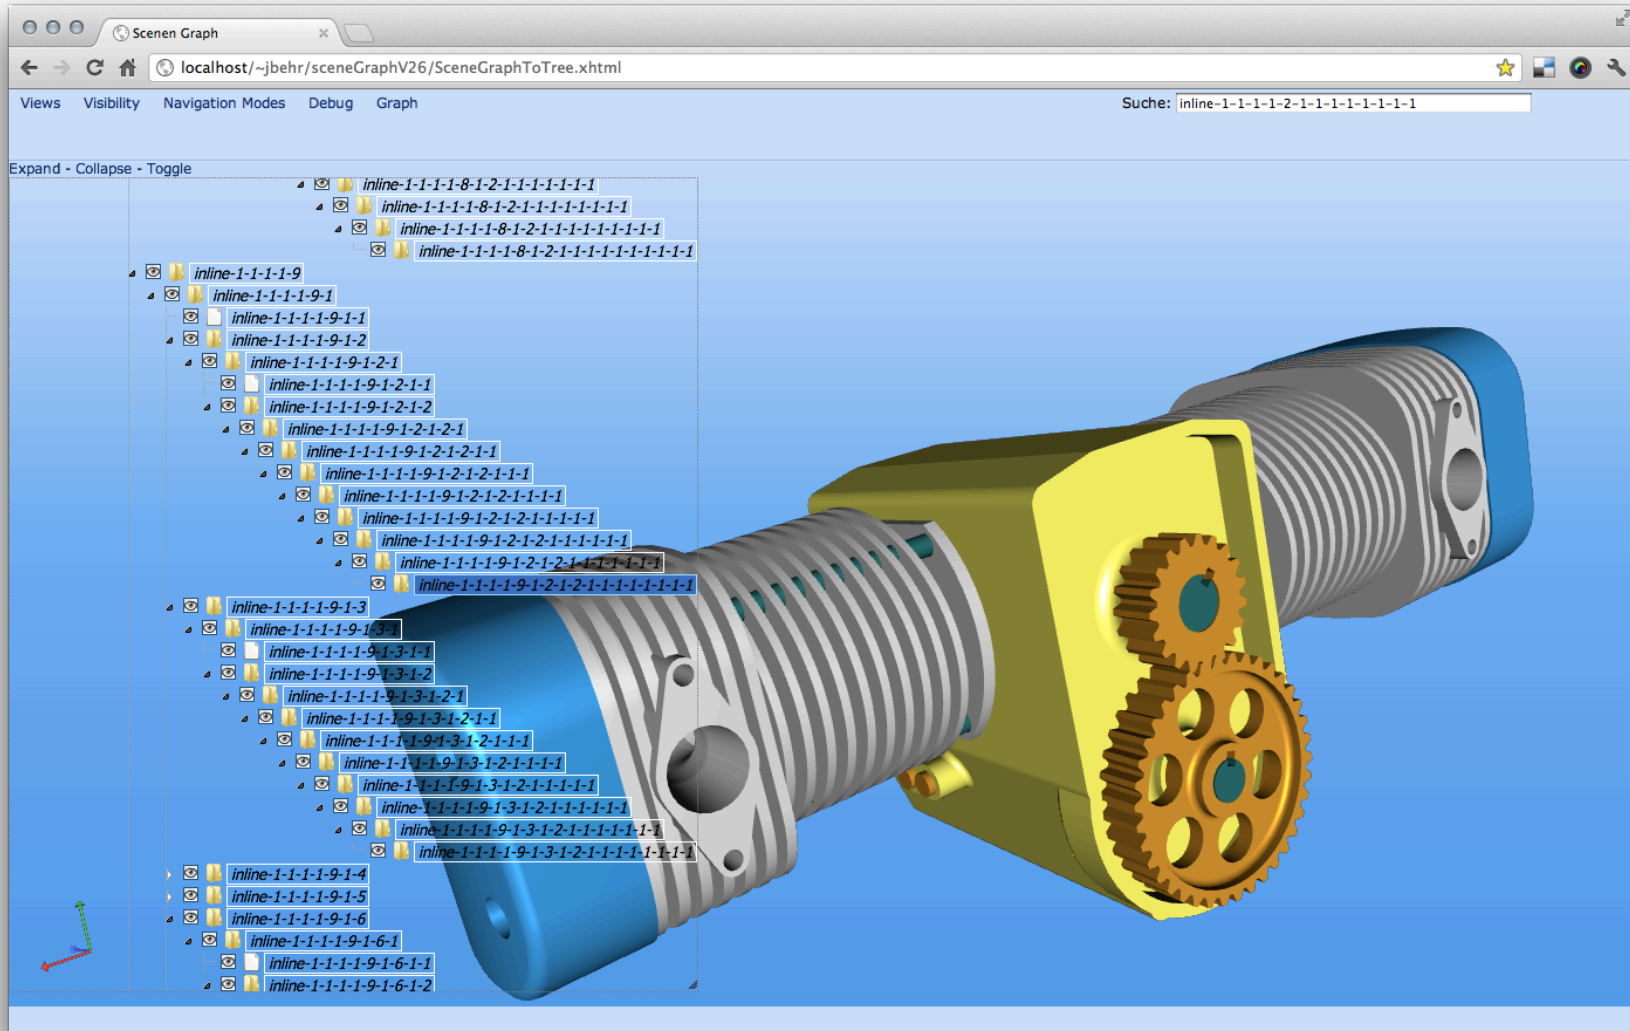 Scenen Graph
localhost/~jbehr/sceneGraphV26/SceneGraphToTree.xhtml
Views Visibility Navigation Modes Debug Graph Suche: inline-1-1-1-1-2-1-1-1-1-1-1-1-1
Expand - Collapse - Toggle
inline-1-1-1-1-8-1-2-1-1-1-1-1-1-1
inline-1-1-1-1-8-1-2-1-1-1-1-1-1-1-1
inline-1-1-1-1-8-1-2-1-1-1-1-1-1-1-1-1
inline-1-1-1-1-8-1-2-1-1-1-1-1-1-1-1-1-1
inline-1-1-1-1-9
inline-1-1-1-1-9-1
inline-1-1-1-1-9-1-1
inline-1-1-1-1-9-1-2
inline-1-1-1-1-9-1-2-1
inline-1-1-1-1-9-1-2-1-1
inline-1-1-1-1-9-1-2-1-2
inline-1-1-1-1-9-1-2-1-2-1
inline-1-1-1-1-9-1-2-1-2-1-1
inline-1-1-1-1-9-1-2-1-2-1-1-1
inline-1-1-1-1-9-1-2-1-2-1-1-1-1
inline-1-1-1-1-9-1-2-1-2-1-1-1-1-1
inline-1-1-1-1-9-1-2-1-2-1-1-1-1-1-1
inline-1-1-1-1-9-1-2-1-2-1-1-1-1-1-1-1
inline-1-1-1-1-9-1-2-1-2-1-1-1-1-1-1-1-1
inline-1-1-1-1-9-1-3
inline-1-1-1-1-9-1-3-1
inline-1-1-1-1-9-1-3-1-1
inline-1-1-1-1-9-1-3-1-2
inline-1-1-1-1-9-1-3-1-2-1
inline-1-1-1-1-9-1-3-1-2-1-1
inline-1-1-1-1-9-1-3-1-2-1-1-1
inline-1-1-1-1-9-1-3-1-2-1-1-1-1
inline-1-1-1-1-9-1-3-1-2-1-1-1-1-1
inline-1-1-1-1-9-1-3-1-2-1-1-1-1-1-1
inline-1-1-1-1-9-1-3-1-2-1-1-1-1-1-1-1
inline-1-1-1-1-9-1-3-1-2-1-1-1-1-1-1-1-1
inline-1-1-1-1-9-1-4
inline-1-1-1-1-9-1-5
inline-1-1-1-1-9-1-6
inline-1-1-1-1-9-1-6-1
inline-1-1-1-1-9-1-6-1-1
inline-1-1-1-1-9-1-6-1-2